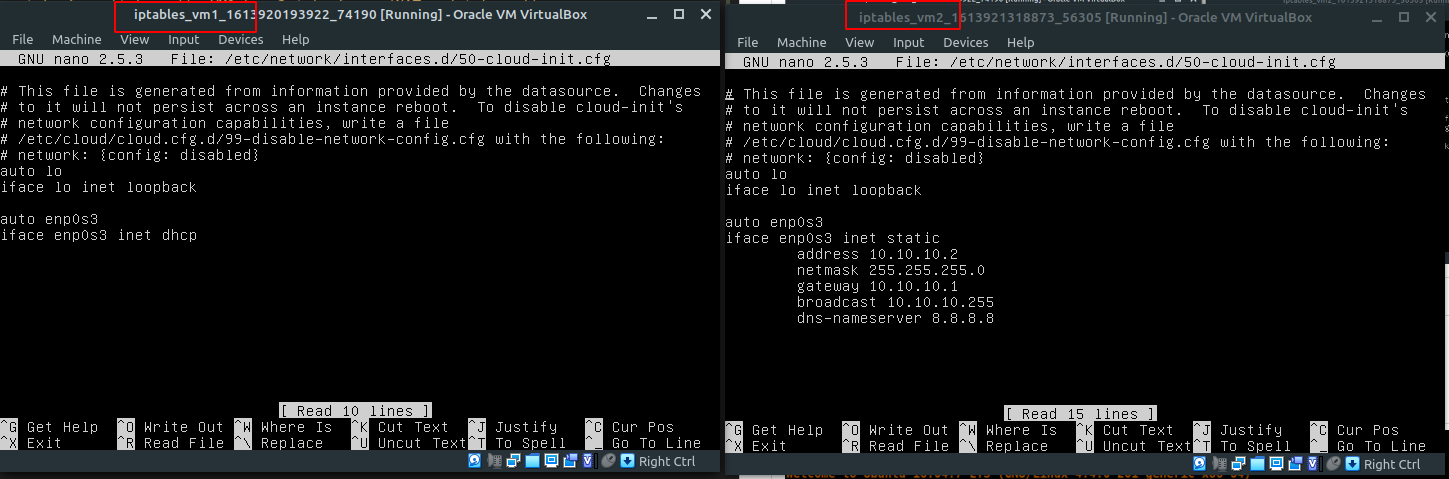 iptables_vm1_1613920193922_74190 [Running] - Oracle VM VirtualBox
File Machine View Input Devices Help
GNU nano 2.5.3 File: /etc/network/interfaces.d/50-cloud-init.cfg
# This file is generated from information provided by the datasource.  Changes
# to it will not persist across an instance reboot.  To disable cloud-init's
# network configuration capabilities, write a file
# /etc/cloud/cloud.cfg.d/99-disable-network-config.cfg with the following:
# network: {config: disabled}
auto lo
iface lo inet loopback
auto enp0s3
iface enp0s3 inet dhcp
[ Read 10 lines ]
^G Get Help ^O Write Out ^W Where Is ^K Cut Text ^J Justify ^C Cur Pos
^X Exit ^R Read File ^\ Replace ^U Uncut Text ^T To Spell ^_ Go To Line
Right Ctrl
iptables_vm2_1613921318873_56305 [Running] - Oracle VM VirtualBox
File Machine View Input Devices Help
GNU nano 2.5.3 File: /etc/network/interfaces.d/50-cloud-init.cfg
# This file is generated from information provided by the datasource.  Changes
# to it will not persist across an instance reboot.  To disable cloud-init's
# network configuration capabilities, write a file
# /etc/cloud/cloud.cfg.d/99-disable-network-config.cfg with the following:
# network: {config: disabled}
auto lo
iface lo inet loopback
auto enp0s3
iface enp0s3 inet static
address 10.10.10.2
netmask 255.255.255.0
gateway 10.10.10.1
broadcast 10.10.10.255
dns-nameserver 8.8.8.8
[ Read 15 lines ]
^G Get Help ^O Write Out ^W Where Is ^K Cut Text ^J Justify ^C Cur Pos
^X Exit ^R Read File ^\ Replace ^U Uncut Text ^T To Spell ^_ Go To Line
Right Ctrl